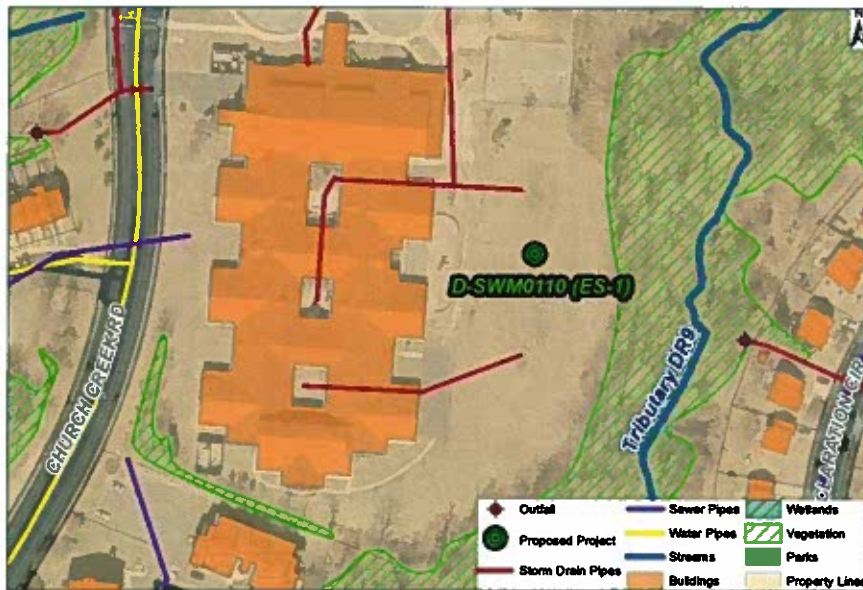 D-SWM0110 (ES-1)
CHURCH CREEK RD
Tributary DR9
Outfall
Proposed Project
Storm Drain Pipes
Sewer Pipes
Water Pipes
Streams
Buildings
Wetlands
Vegetation
Parks
Property Lines